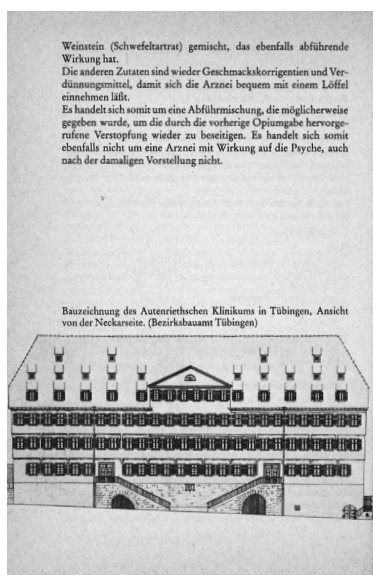 Weinstein (Schwefeltartrat) gemischt, das ebenfalls abführende
Wirkung hat.
Die anderen Zutaten sind wieder Geschmackskorrigentien und Ver-
dünnungsmittel, damit sich die Arznei bequem mit einem Löffel
einnehmen läßt.
Es handelt sich somit um eine Abführmischung, die möglicherweise
gegeben wurde, um die durch die vorherige Opiumgabe hervorge-
rufene Verstopfung wieder zu beseitigen. Es handelt sich somit
ebenfalls nicht um eine Arznei mit Wirkung auf die Psyche, auch
nach der damaligen Vorstellung nicht.
Bauzeichnung des Autenriethschen Klinikums in Tübingen, Ansicht
von der Neckarseite. (Bezirksbauamt Tübingen)